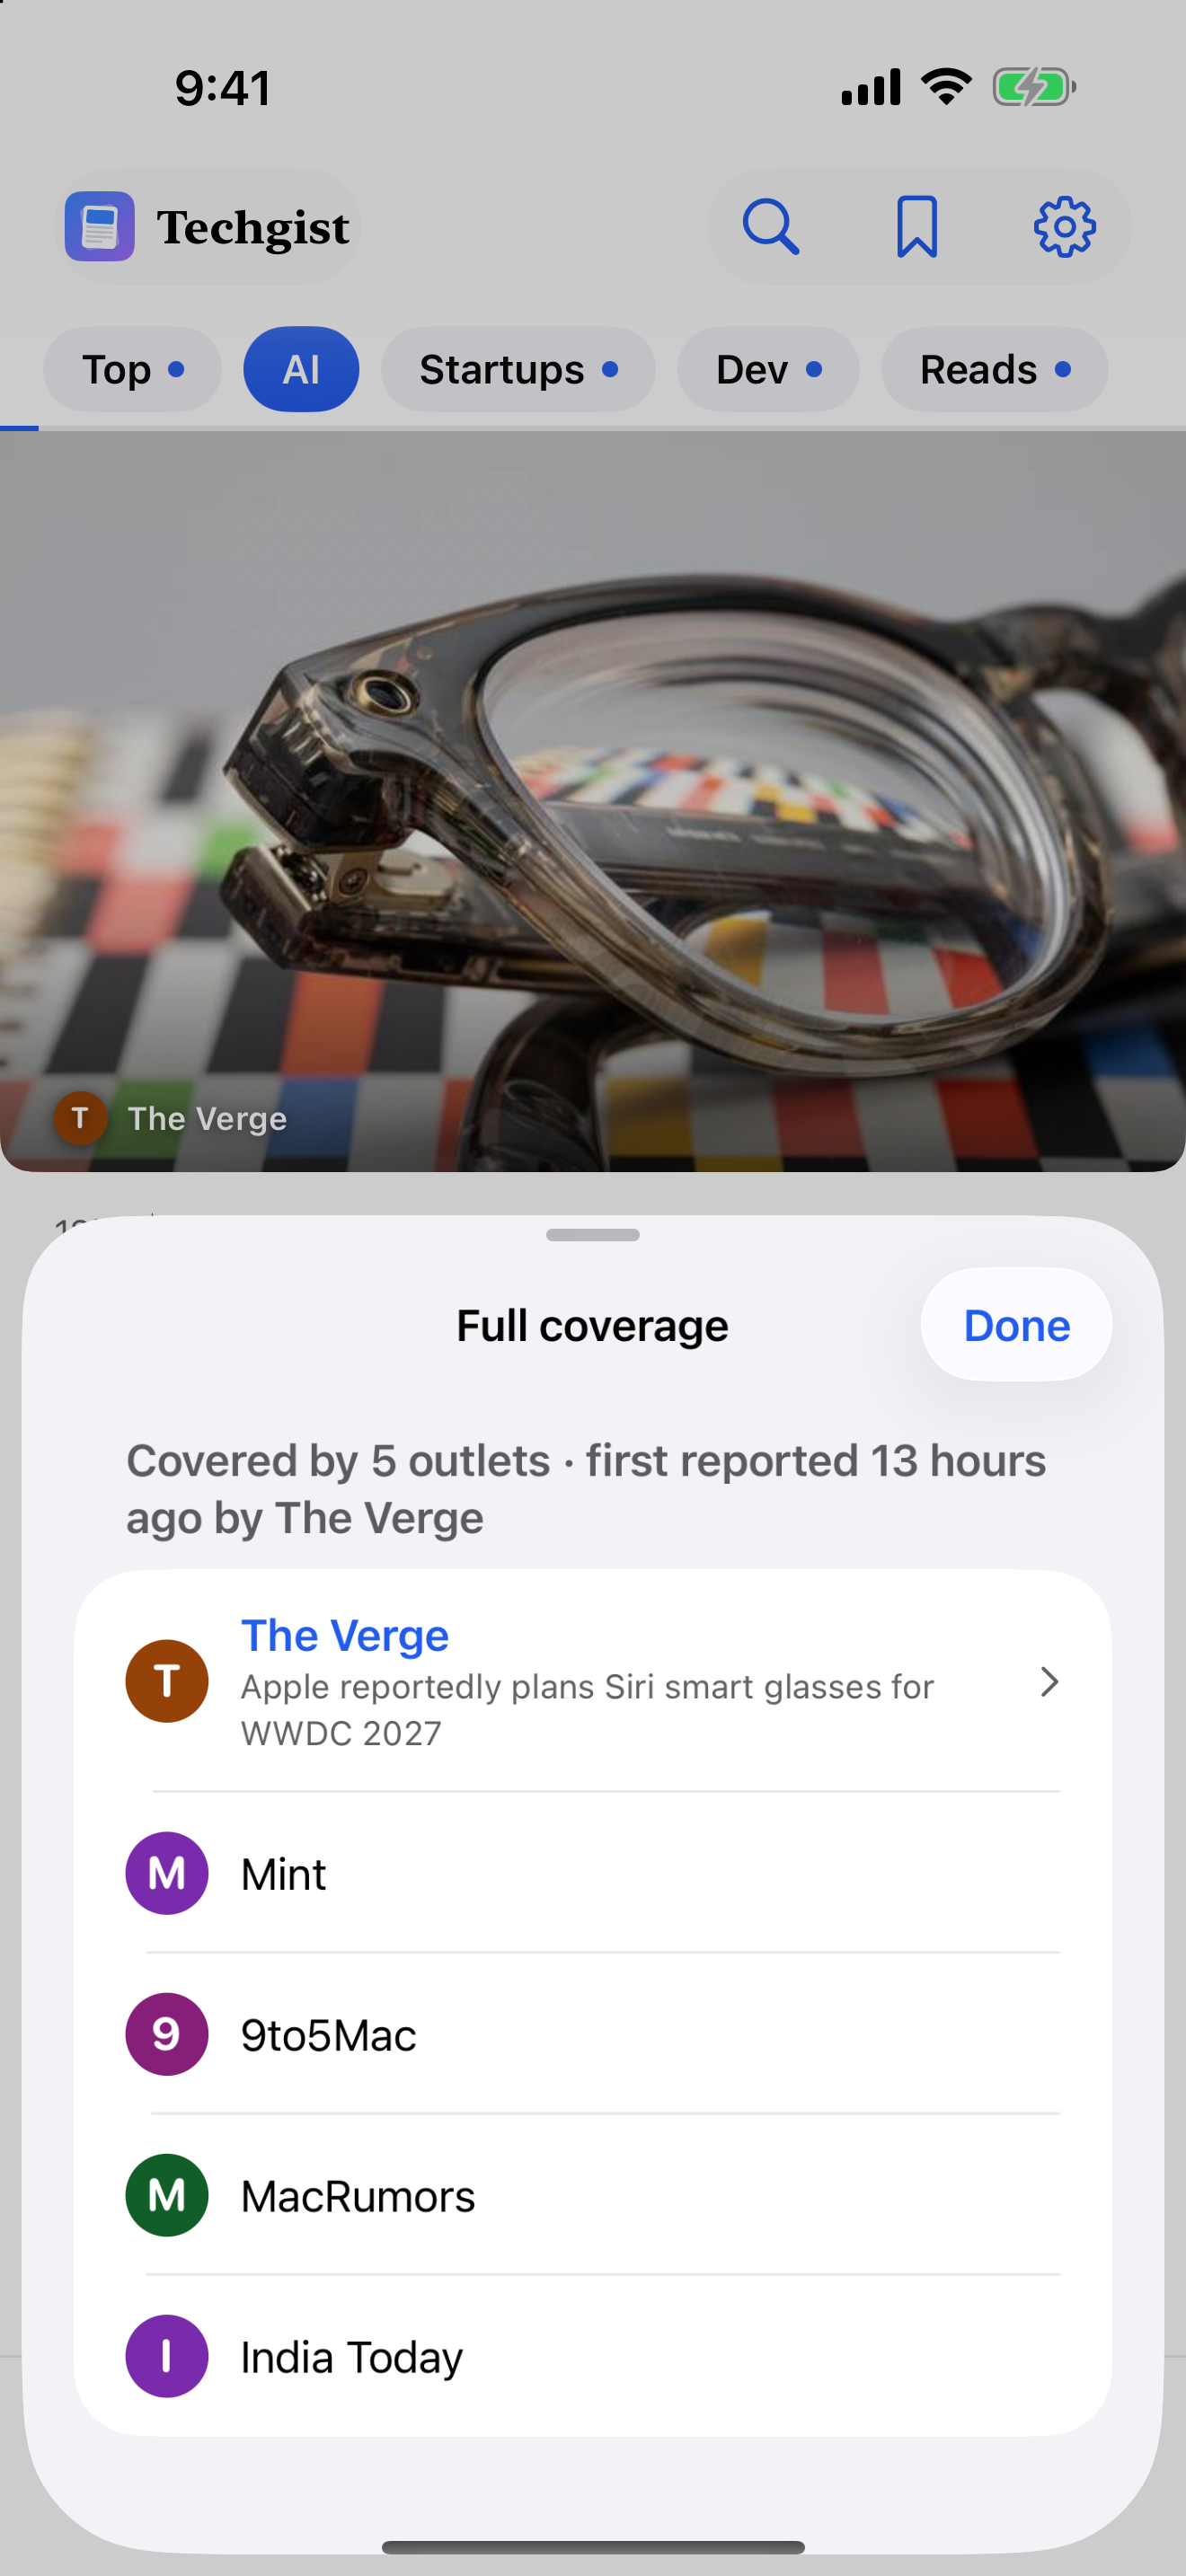 9:41
Techgist
Top
AI
Startups
Dev
Reads
T
The Verge
Full coverage
Done
Covered by 5 outlets · first reported 13 hours
ago by The Verge
T
The Verge
Apple reportedly plans Siri smart glasses for
WWDC 2027
M
Mint
9
9to5Mac
M
MacRumors
I
India Today